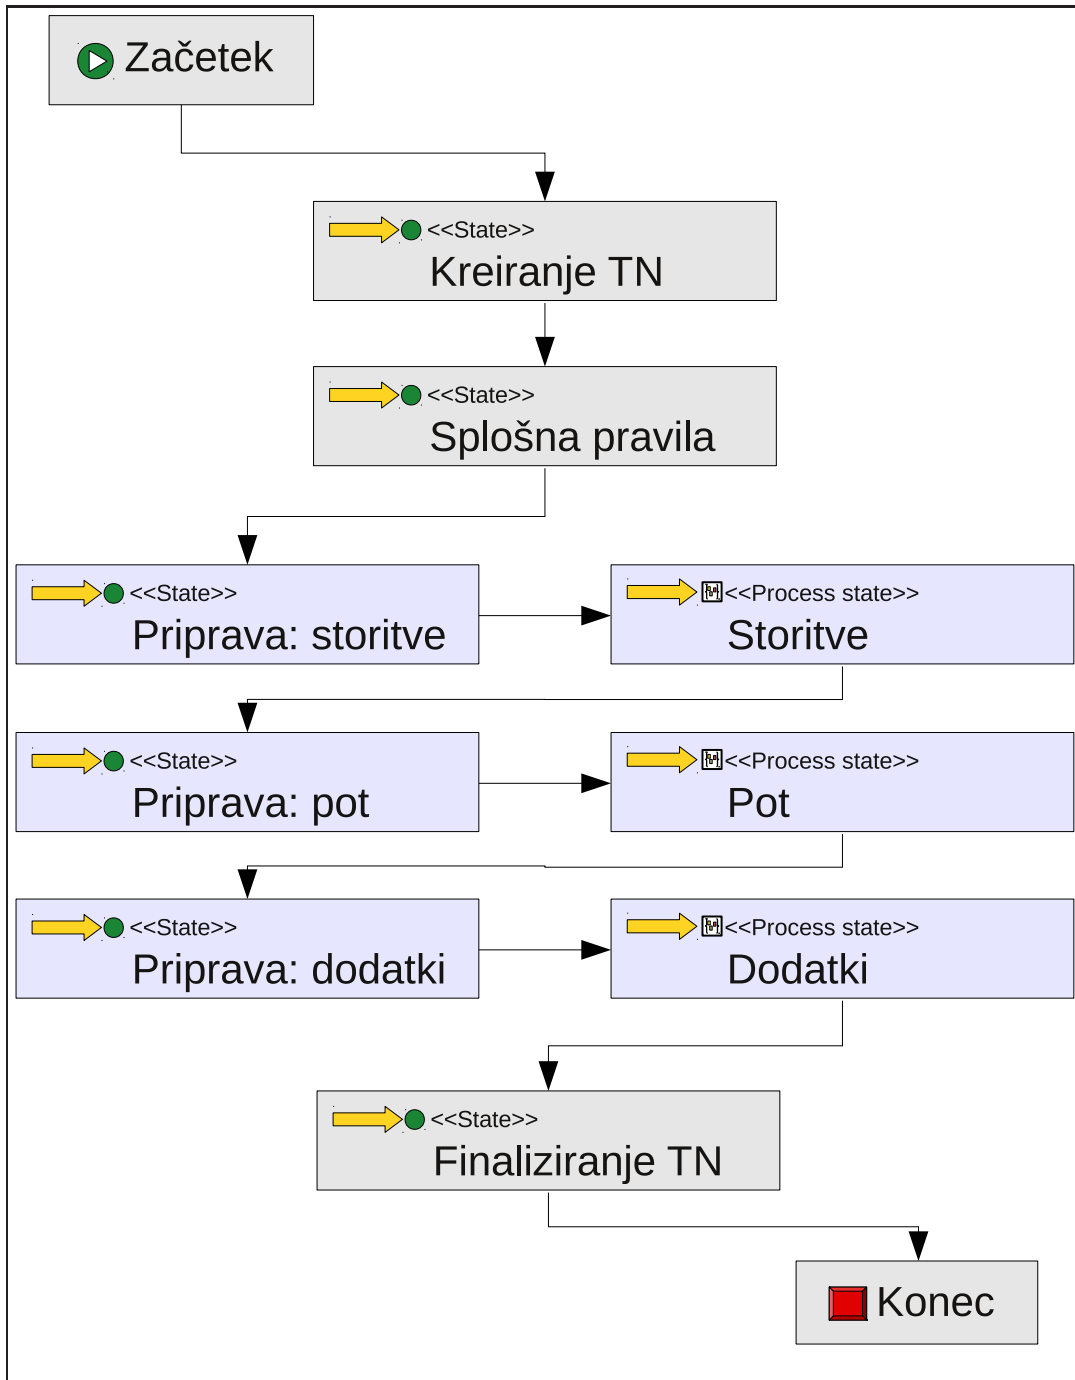 Začetek
<<State>>
Kreiranje TN
<<State>>
Splošna pravila
<<State>>
Priprava: storitve
<<Process state>>
Storitve
<<State>>
Priprava: pot
<<Process state>>
Pot
<<State>>
Priprava: dodatki
<<Process state>>
Dodatki
<<State>>
Finaliziranje TN
Konec